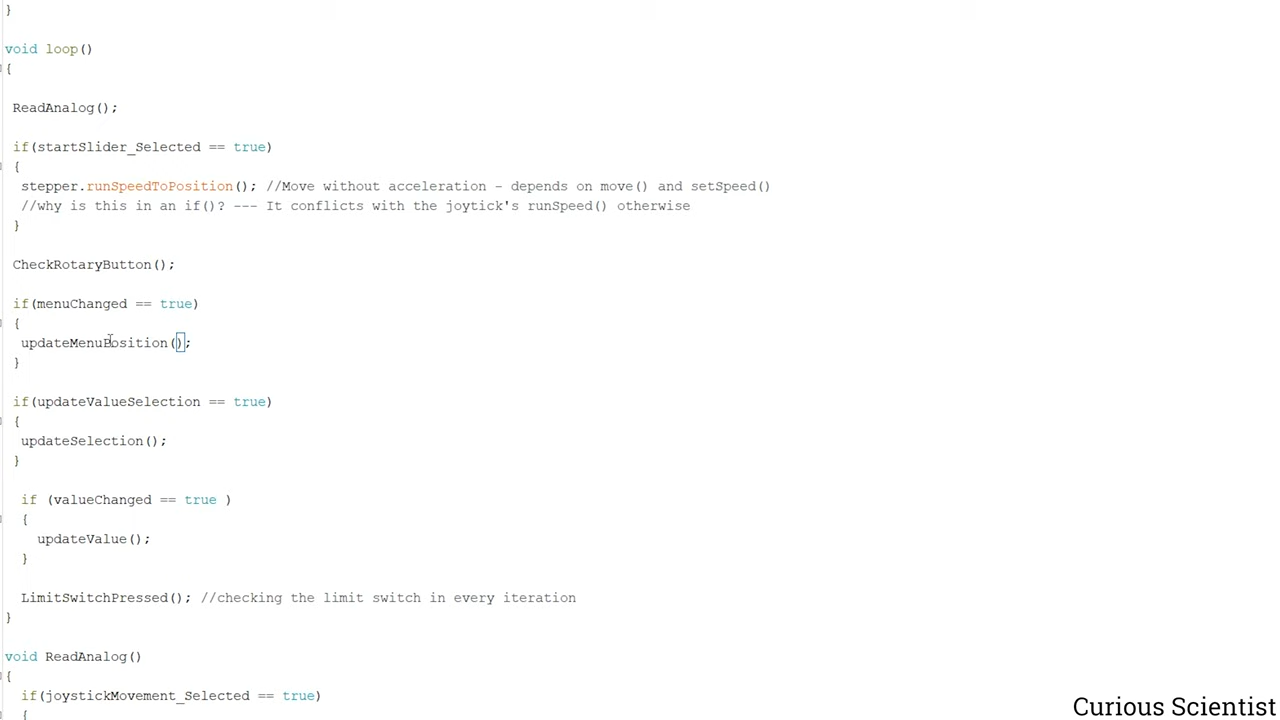 }
void loop()
{
ReadAnalog();
if(startSlider_Selected == true)
{
stepper.runSpeedToPosition(); //Move without acceleration - depends on move() and setSpeed()
//why is this in an if()? --- It conflicts with the joytick's runSpeed() otherwise
}
CheckRotaryButton();
if(menuChanged == true)
{
updateMenuPosition();
}
if(updateValueSelection == true)
{
updateSelection();
}
if (valueChanged == true )
{
updateValue();
}
LimitSwitchPressed(); //checking the limit switch in every iteration
}
void ReadAnalog()
{
if(joystickMovement_Selected == true)
{
Curious Scientist